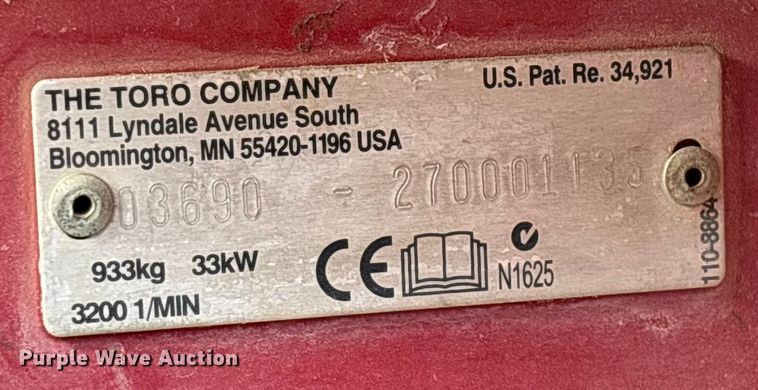 THE TORO COMPANY
8111 Lyndale Avenue South
Bloomington, MN 55420-1196 USA
U.S. Pat. Re. 34,921
03690 - 270001135
933kg 33kW
3200 1/MIN
CE
N1625
110-8864
Purple Wave Auction